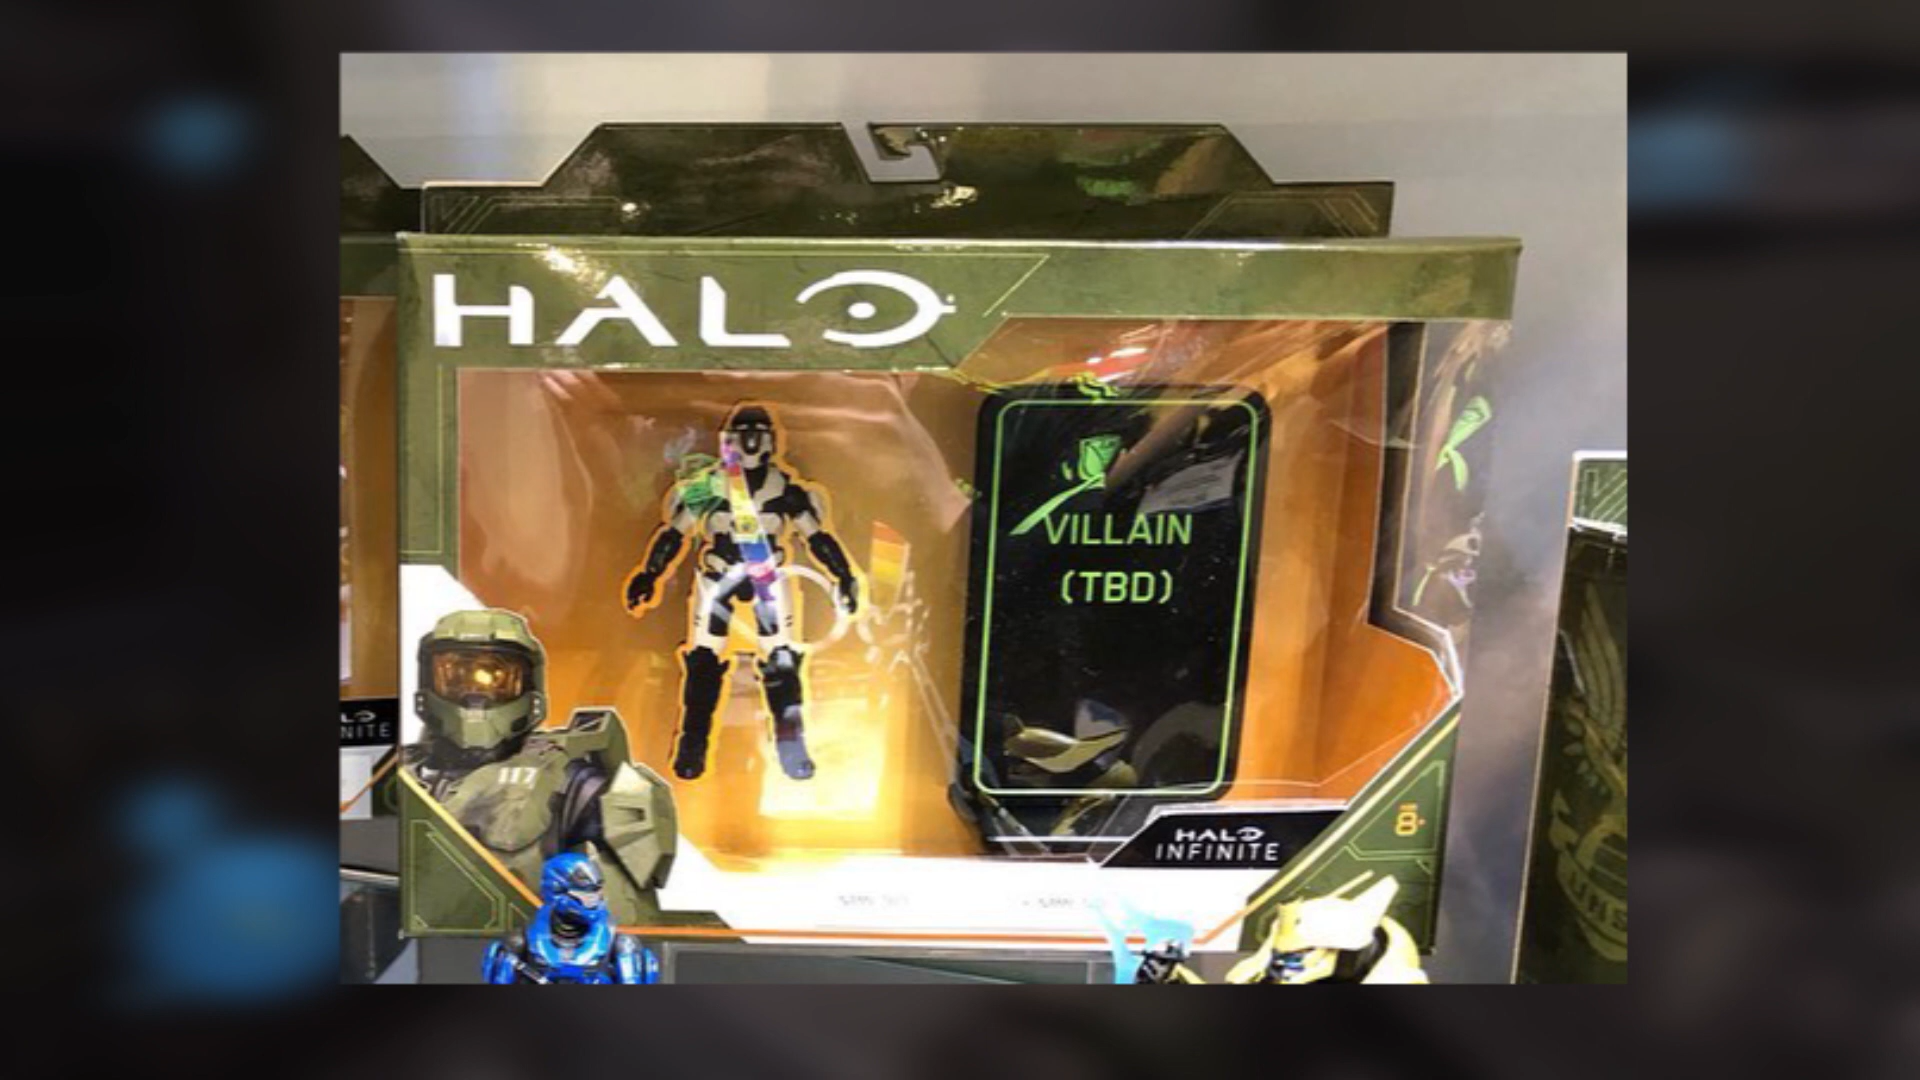 HALO
VILLAIN
(TBD)
117
HALO
INFINITE
8+